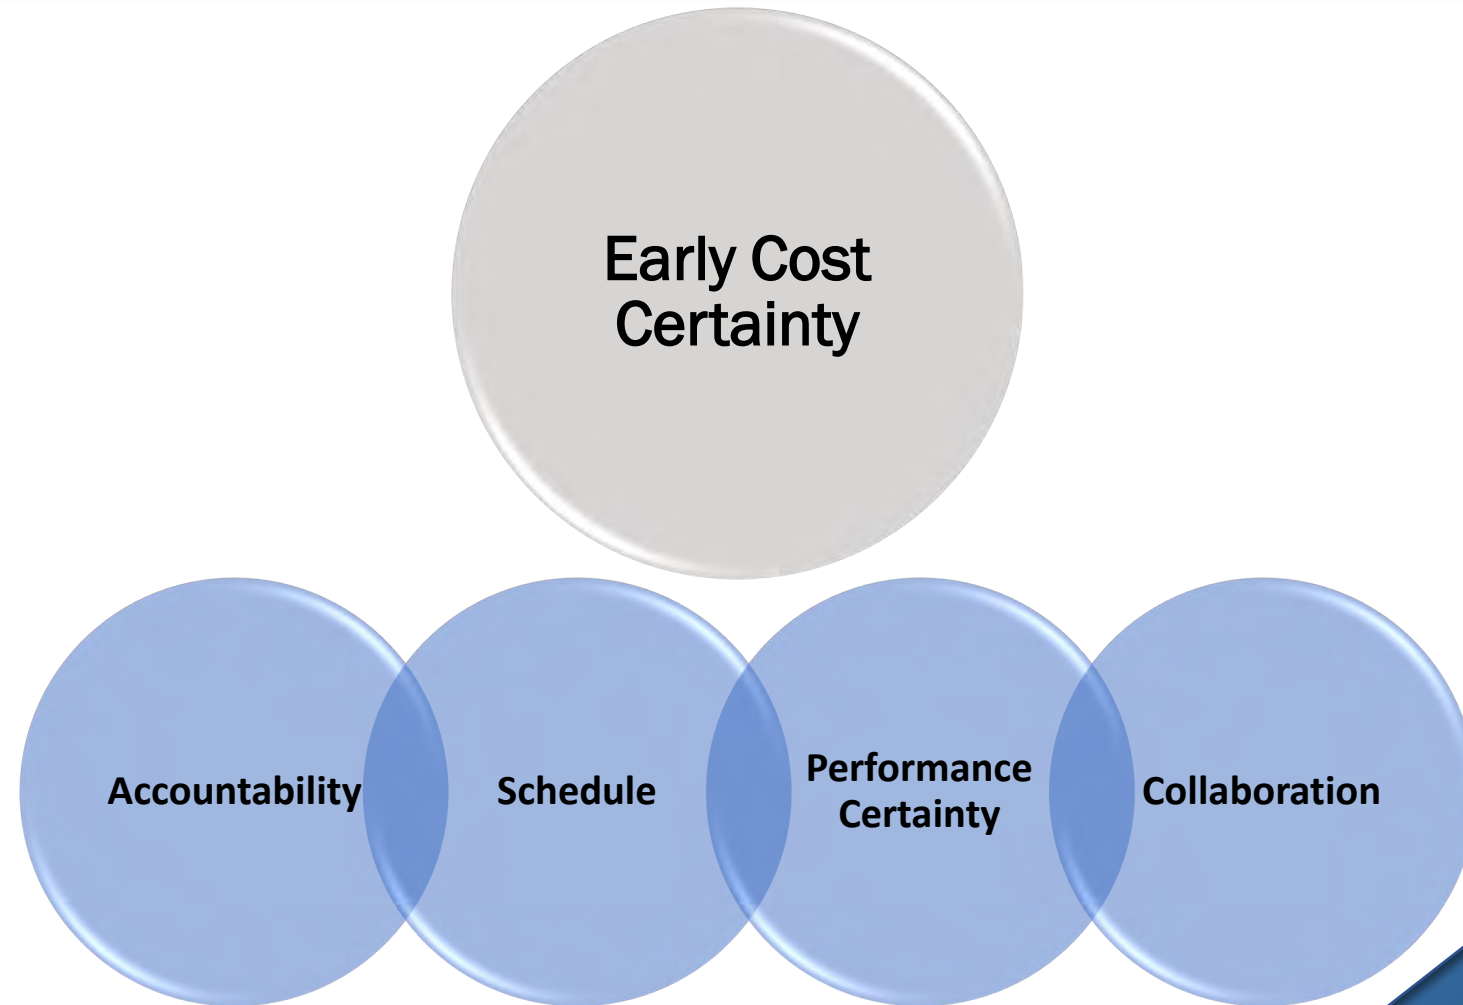 Early Cost
Certainty
Accountability
Schedule
Performance
Certainty
Collaboration